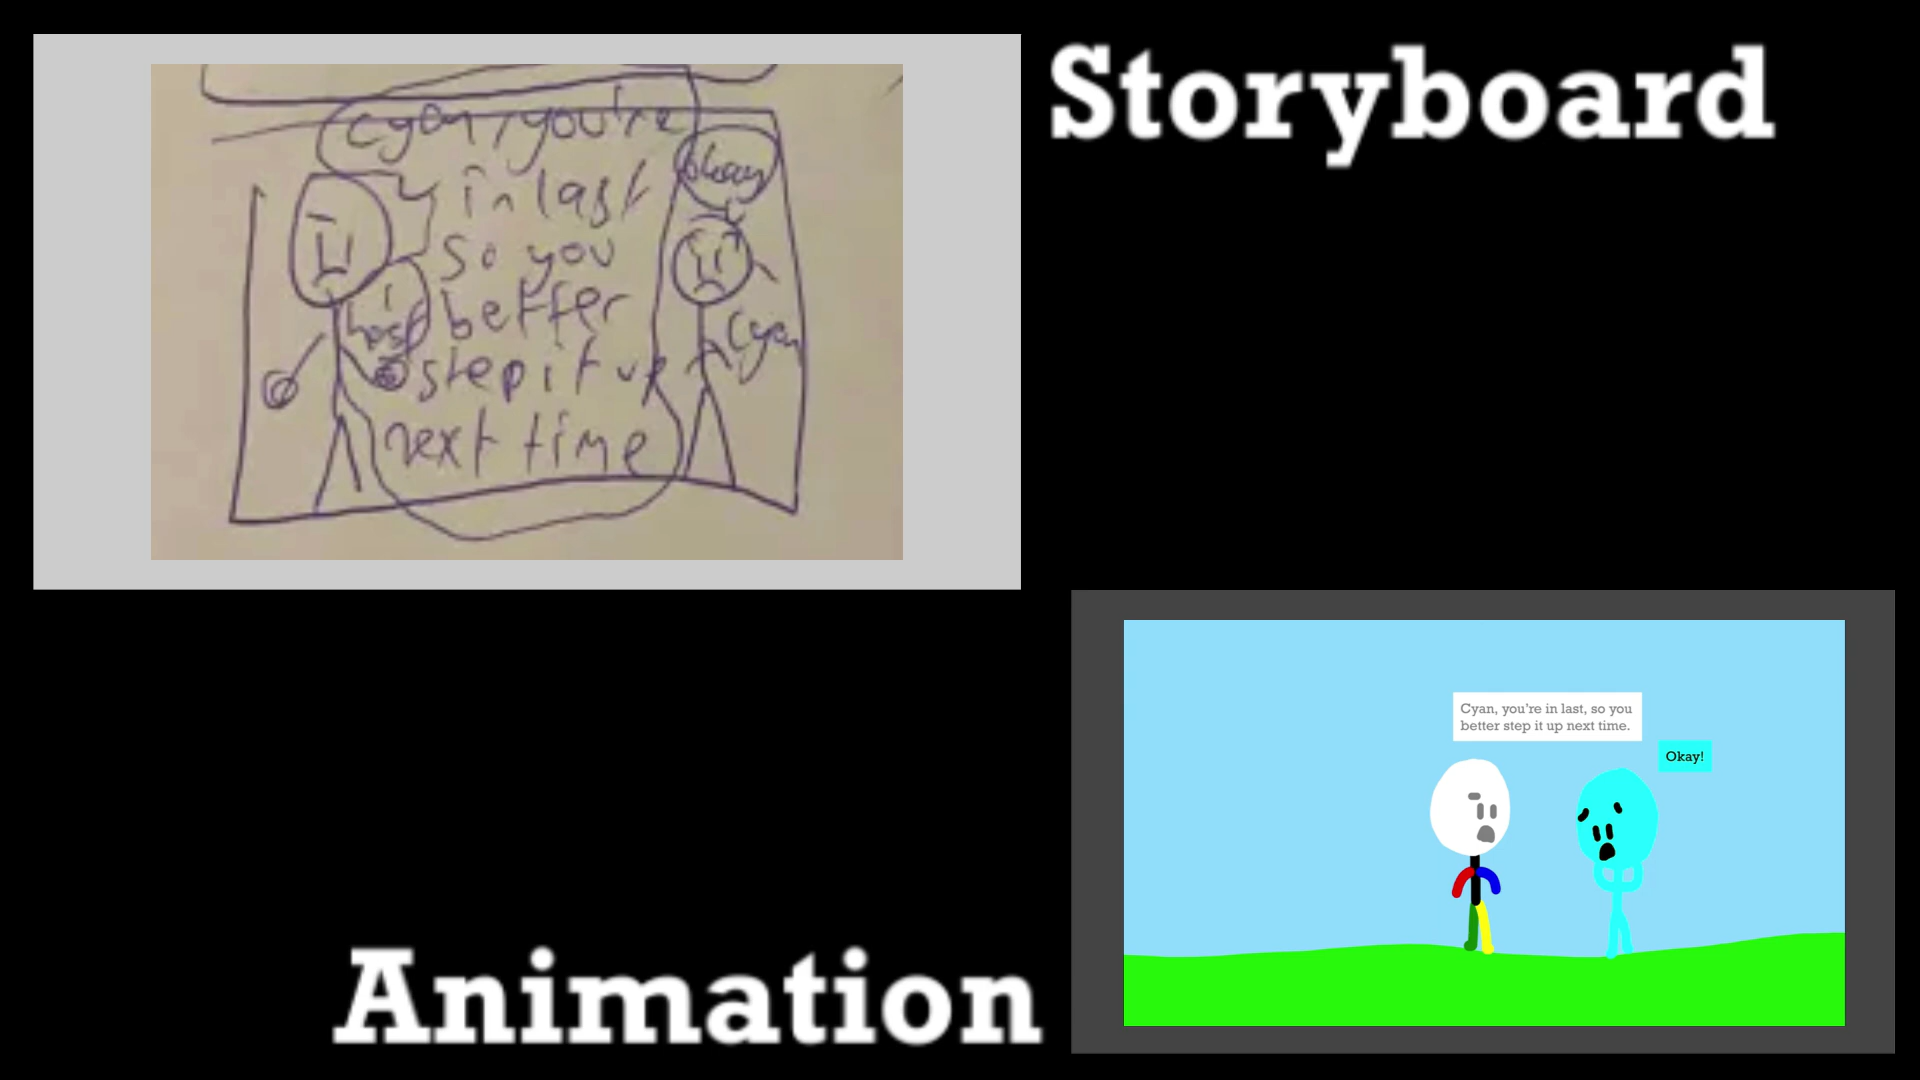 Storyboard
cyan, you're
okay
in last
so you
better
host
Cyan
step it up
next time
Cyan, you're in last, so you
better step it up next time.
Okay!
Animation